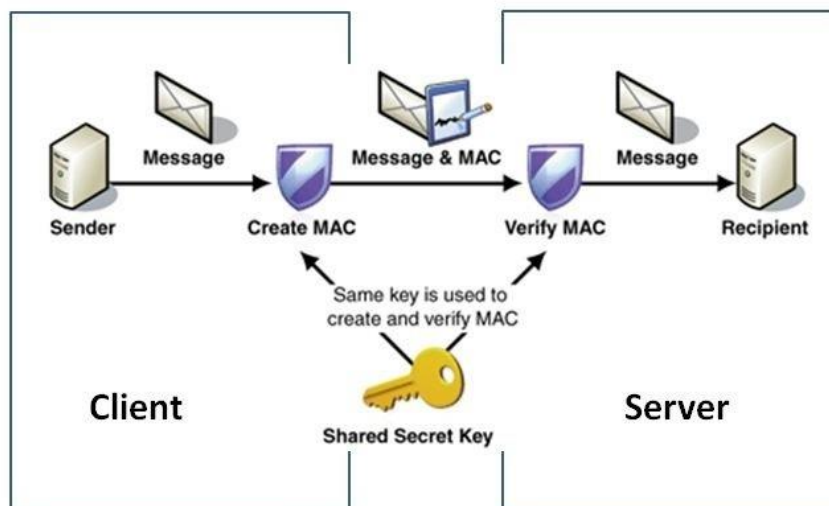 Message
Message & MAC
Message
Sender
Create MAC
Verify MAC
Recipient
Same key is used to
create and verify MAC
Client
Server
Shared Secret Key